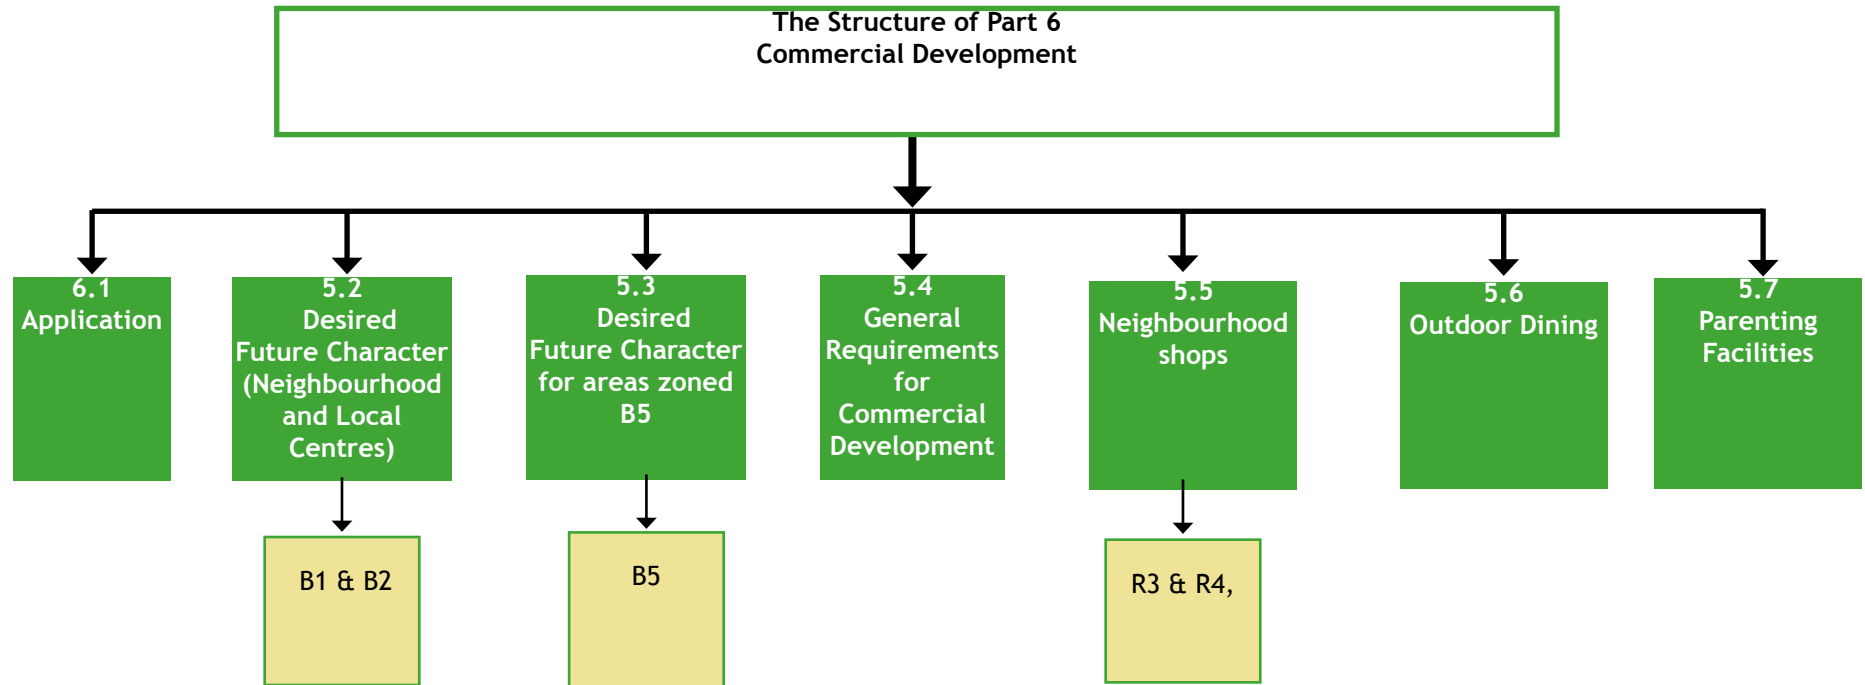 The Structure of Part 6
Commercial Development
6.1
Application
5.2
Desired
Future Character
(Neighbourhood
and Local
Centres)
5.3
Desired
Future Character
for areas zoned
B5
5.4
General
Requirements
for
Commercial
Development
5.5
Neighbourhood
shops
5.6
Outdoor Dining
5.7
Parenting
Facilities
B1 & B2
B5
R3 & R4,